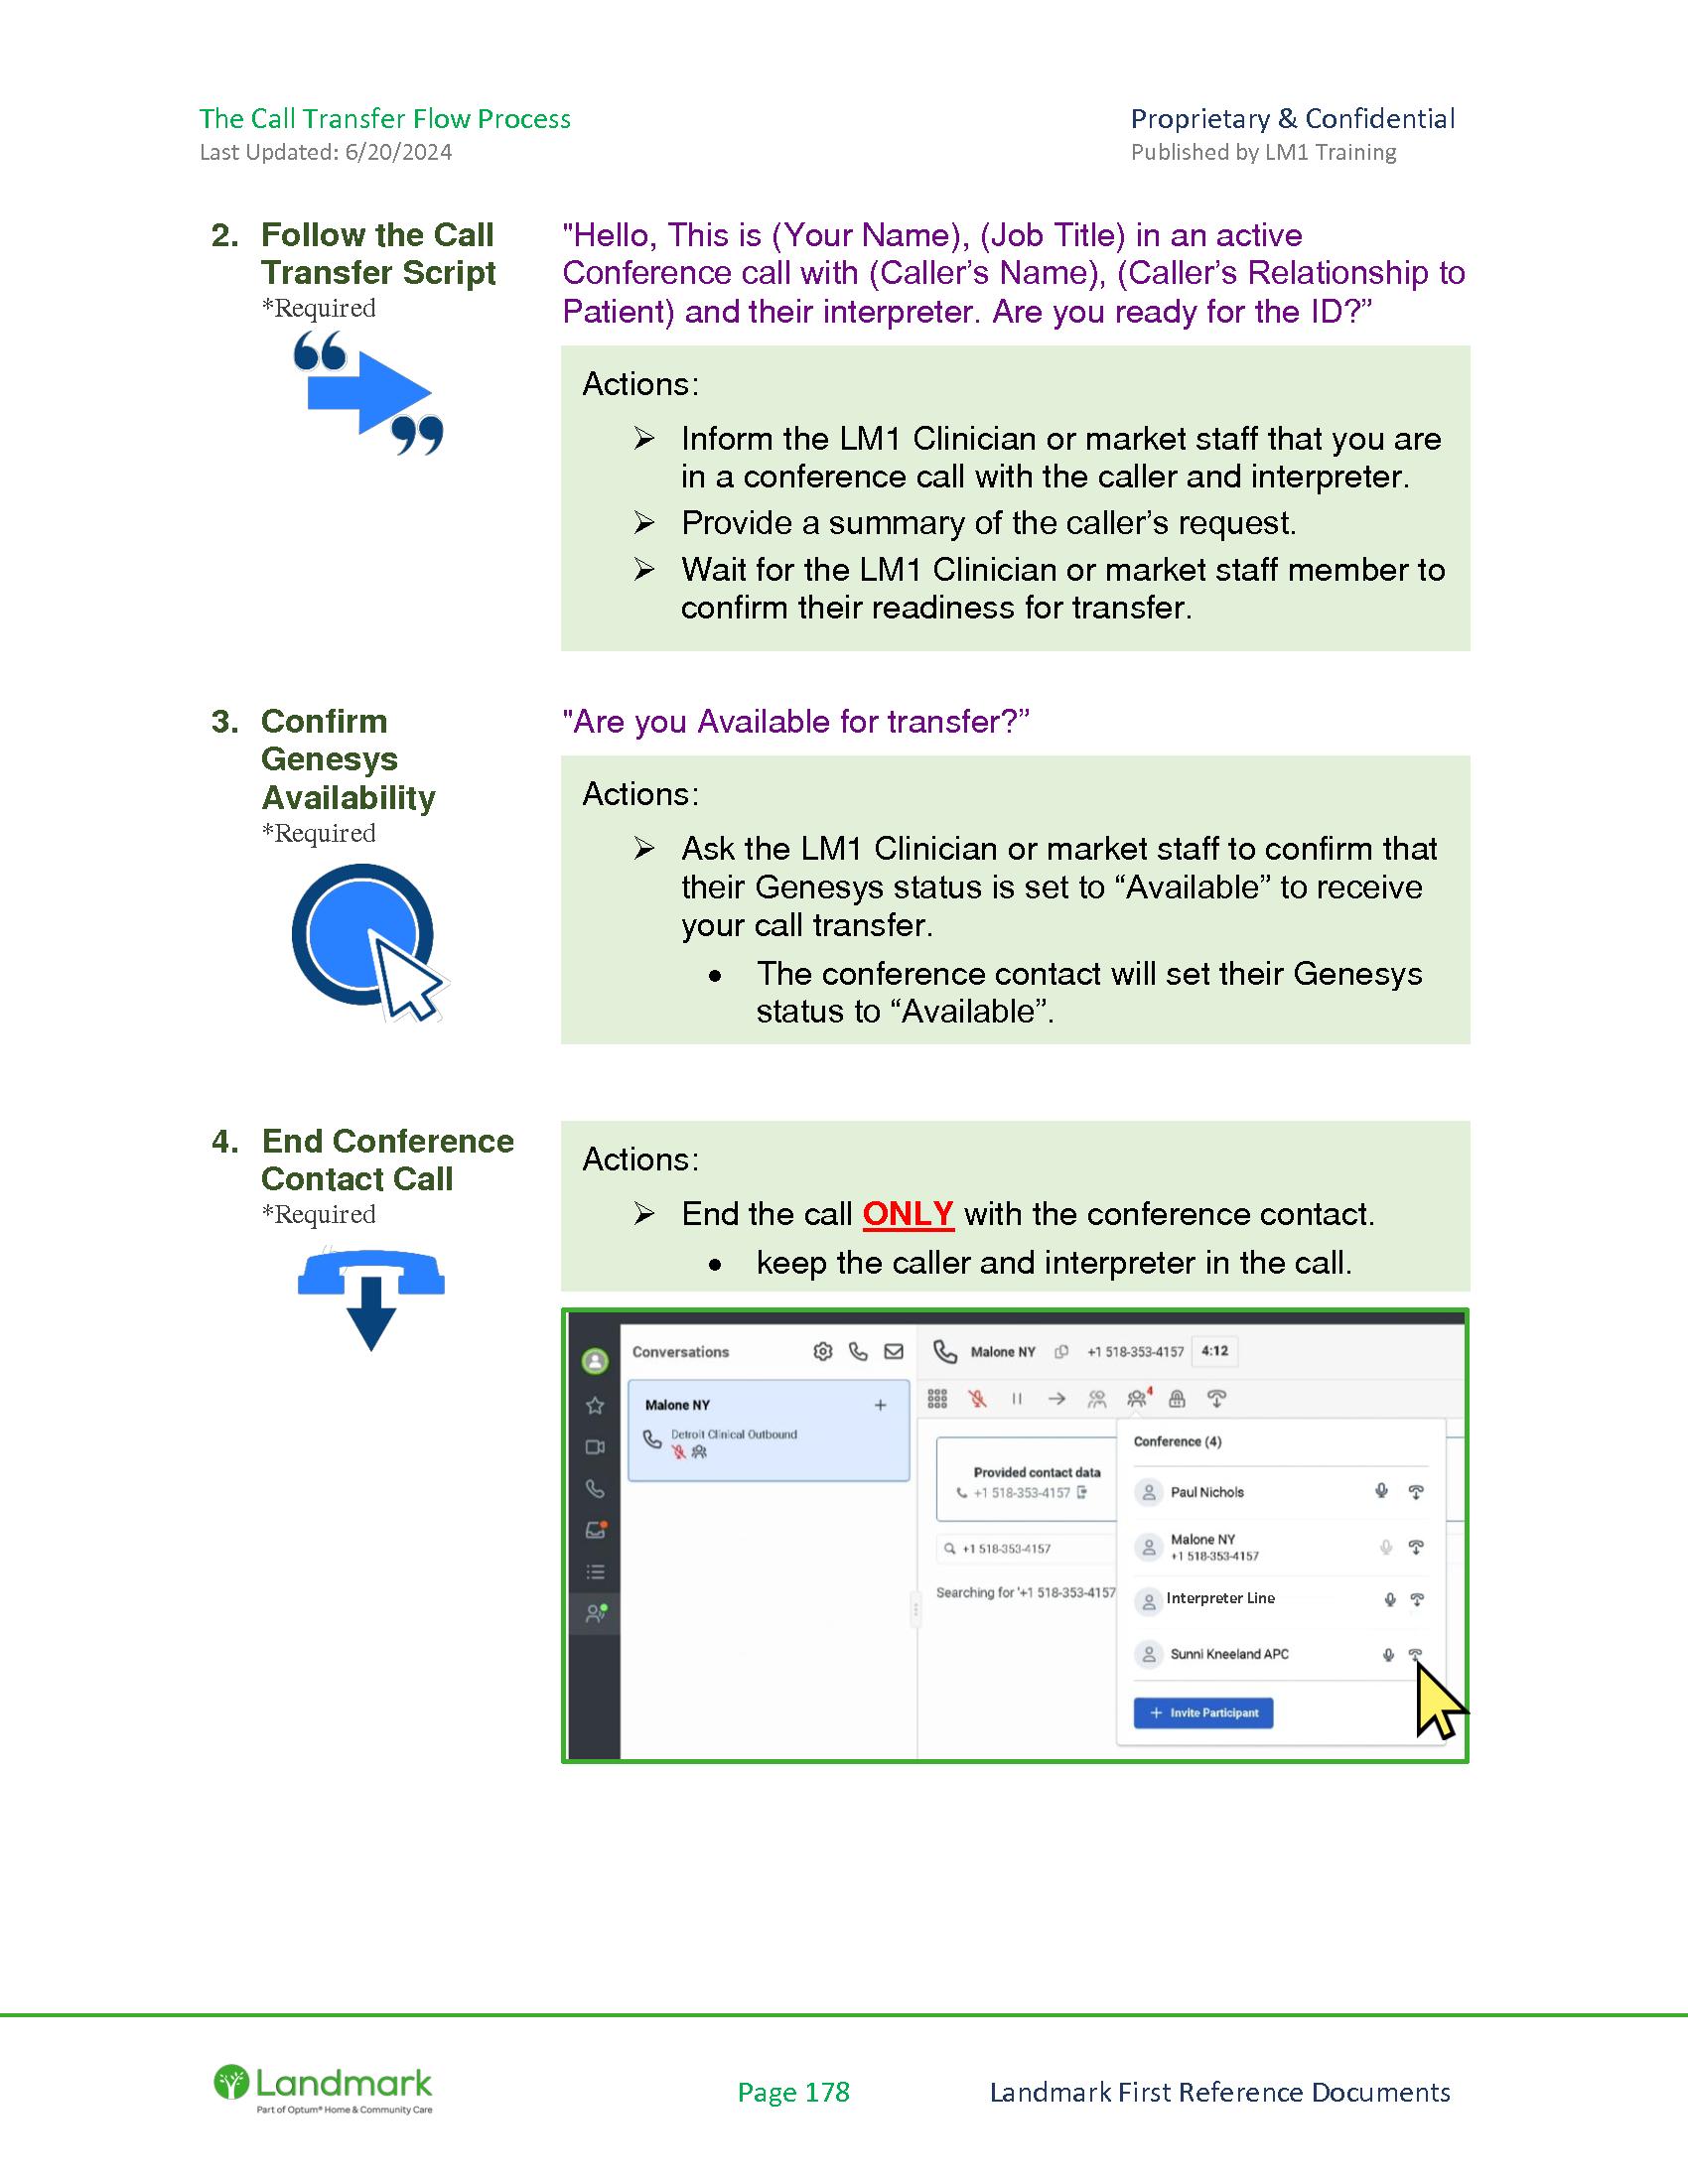 The Call Transfer Flow Process
Proprietary & Confidential
Last Updated: 6/20/2024
Published by LM1 Training
2. Follow the Call
Transfer Script
*Required
"Hello, This is (Your Name), (Job Title) in an active
Conference call with (Caller’s Name), (Caller’s Relationship to
Patient) and their interpreter. Are you ready for the ID?”
Actions:
➢ Inform the LM1 Clinician or market staff that you are
in a conference call with the caller and interpreter.
➢ Provide a summary of the caller’s request.
➢ Wait for the LM1 Clinician or market staff member to
confirm their readiness for transfer.
3. Confirm
Genesys
Availability
*Required
"Are you Available for transfer?”
Actions:
➢ Ask the LM1 Clinician or market staff to confirm that
their Genesys status is set to “Available” to receive
your call transfer.
• The conference contact will set their Genesys
status to “Available”.
4. End Conference
Contact Call
*Required
Actions:
➢ End the call ONLY with the conference contact.
• keep the caller and interpreter in the call.
Conversations
Malone NY
Detroit Clinical Outbound
Malone NY +1 518-353-4157 4:12
4
Provided contact data
+1 518-353-4157
+1 518-353-4157
Searching for '+1 518-353-4157
Conference (4)
Paul Nichols
Malone NY
+1 518-353-4157
Interpreter Line
Sunni Kneeland APC
+ Invite Participant
Landmark
Part of Optum® Home & Community Care
Page 178
Landmark First Reference Documents